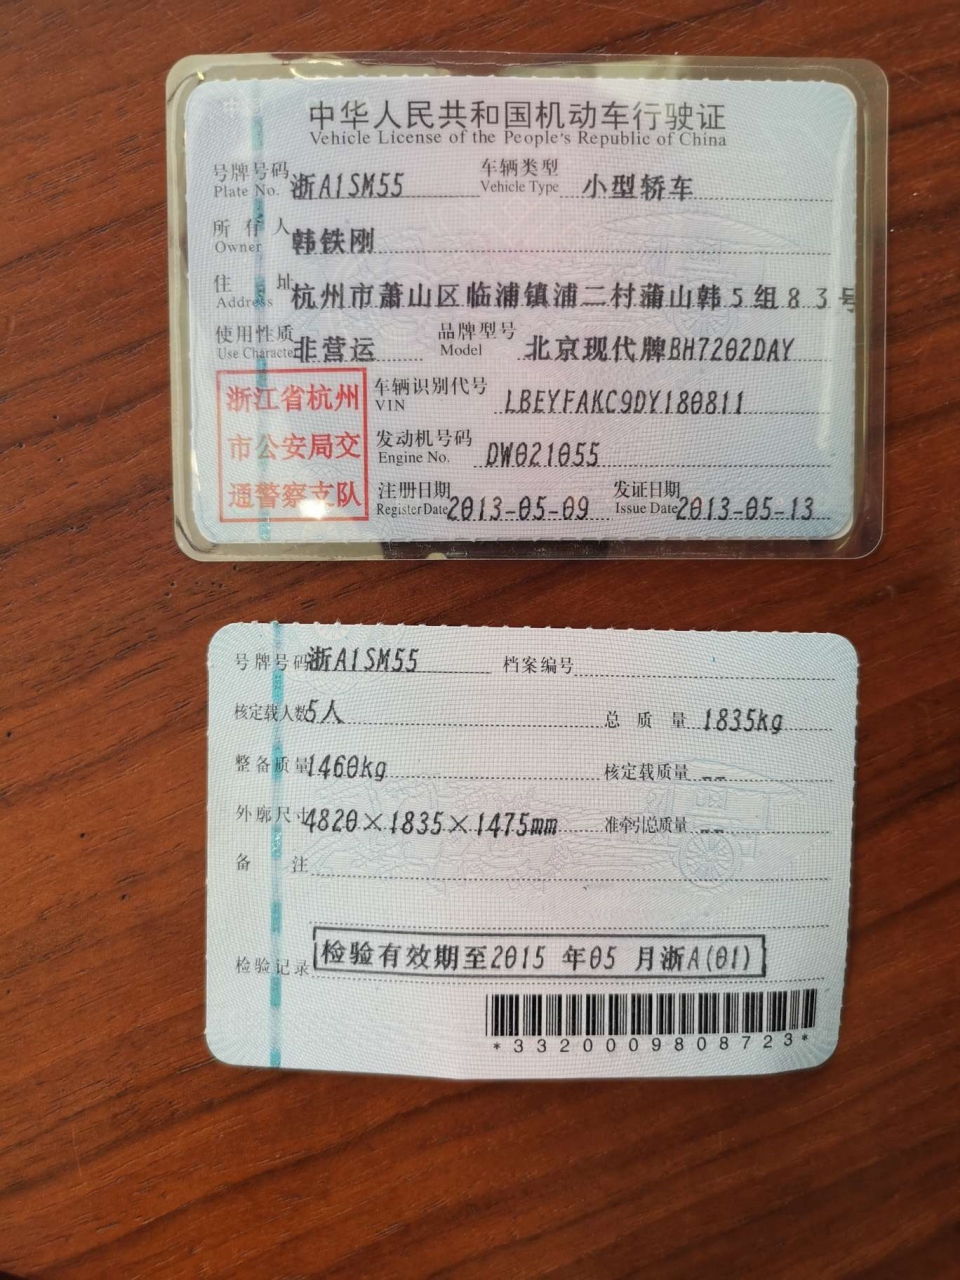 中华人民共和国机动车行驶证
Vehicle License of the People's Republic of China
号牌号码 浙A1SM55 车辆类型 小型轿车
Plate No. Vehicle Type
所有人 韩铁刚
Owner
住址 杭州市萧山区临浦镇浦二村蒲山韩5组83号
Address
使用性质 非营运 品牌型号 北京现代牌BH7202DAY
Use Characte Model
浙江省杭州
市公安局交
通警察支队
车辆识别代号 LBEYFAKC9DY180811
VIN
发动机号码 DW021055
Engine No.
注册日期 2013-05-09 发证日期 2013-05-13
Register Date Issue Date
号牌号码 浙A1SM55 档案编号
核定载人数 5人 总质量 1835kg
整备质量 1460kg 核定载质量 --
外廓尺寸 4820×1835×1475mm 准牵引总质量 --
备注
检验记录 检验有效期至2015 年05 月浙A(01)
*3320009808723*